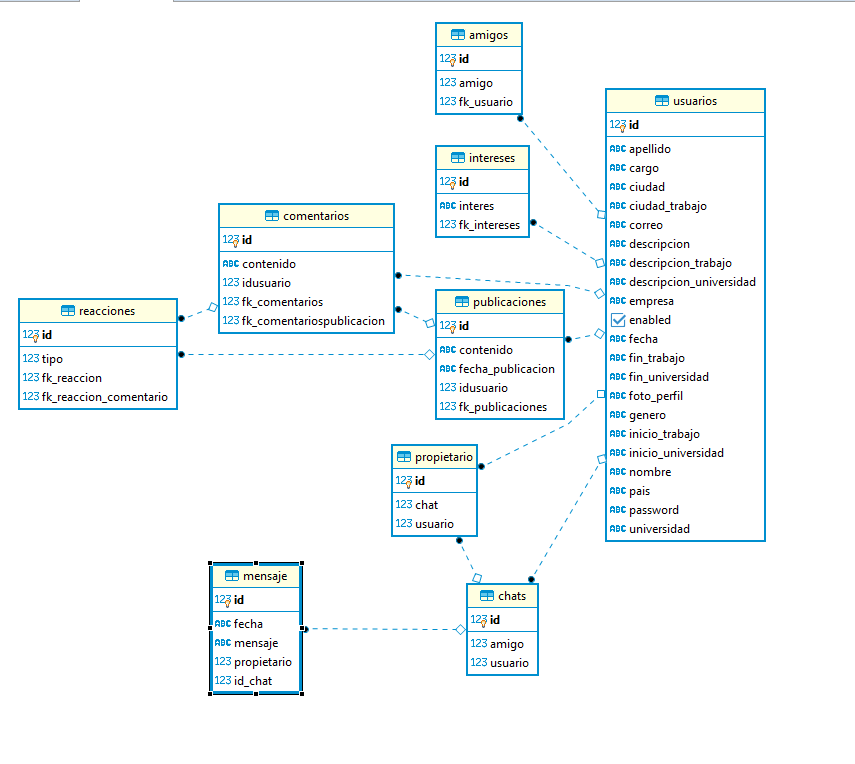 amigos
123 id
123 amigo
123 fk_usuario
usuarios
123 id
ABC apellido
ABC cargo
ABC ciudad
ABC ciudad_trabajo
ABC correo
ABC descripcion
ABC descripcion_trabajo
ABC descripcion_universidad
ABC empresa
enabled
ABC fecha
ABC fin_trabajo
ABC fin_universidad
ABC foto_perfil
ABC genero
ABC inicio_trabajo
ABC inicio_universidad
ABC nombre
ABC pais
ABC password
ABC universidad
intereses
123 id
ABC interes
123 fk_intereses
comentarios
123 id
ABC contenido
123 idusuario
123 fk_comentarios
123 fk_comentariospublicacion
reacciones
123 id
123 tipo
123 fk_reaccion
123 fk_reaccion_comentario
publicaciones
123 id
ABC contenido
ABC fecha_publicacion
123 idusuario
123 fk_publicaciones
propietario
123 id
123 chat
123 usuario
mensaje
123 id
ABC fecha
ABC mensaje
123 propietario
123 id_chat
chats
123 id
123 amigo
123 usuario